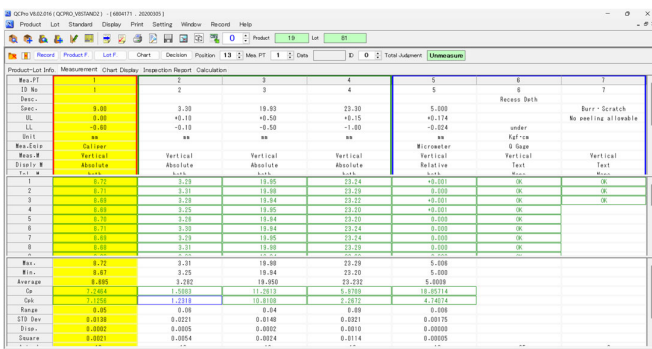 QCPro V8.02.016 ( QCPRO_V8STAND2 ) - [ 6804171 . 20200305 ]
Product Lot Standard Display Print Setting Window Record Help
0 Product 19 Lot 81
Record Product F. Lot F. Chart Decision Position 13 Mea. PT 1 Data ID 0 Total Judgment Unmeasure
Product-Lot Info. Measurement Chart Display Inspection Report Calculation
Mea.PT 1 2 3 4 5 6 7
ID No 1 2 3 4 5 6 7
Desc. Recess Deth
Spec. 9.00 3.30 19.93 23.30 5.000 Burr・Scratch
UL 0.00 +0.10 +0.50 +0.15 +0.174 No peeling allowable
LL -0.60 -0.10 -0.50 -1.00 -0.024 under
Unit mm mm mm mm mm Kgf・cm
Mea.Eqip Caliper Micrometer Q Gage
Meas.M Vertical Vertical Vertical Vertical Vertical Vertical Vertical
Disply M Absolute Absolute Absolute Absolute Relative Text Text
1 8.72 3.28 19.95 23.24 +0.001 OK OK
2 8.71 3.31 19.98 23.29 0.000 OK OK
3 8.69 3.28 19.94 23.22 +0.001 OK OK
4 8.69 3.25 19.94 23.20 +0.001 OK
5 8.70 3.28 19.94 23.20 0.000 OK
6 8.71 3.30 19.94 23.24 0.000 OK
7 8.68 3.29 19.95 23.24 0.000 OK
8 8.68 3.31 19.98 23.29 0.000 OK
Max. 8.72 3.31 19.98 23.29 5.006
Min. 8.67 3.25 19.94 23.20 5.000
Average 8.695 3.282 19.950 23.232 5.0009
Cp 7.2464 1.5083 11.2613 5.9709 18.85714
Cpk 7.1256 1.2318 10.8108 2.2672 4.74074
Range 0.05 0.06 0.04 0.09 0.006
STD Dev 0.0138 0.0221 0.0148 0.0321 0.00175
Disp. 0.0002 0.0005 0.0002 0.0010 0.00000
Square 0.0021 0.0054 0.0024 0.0114 0.00005